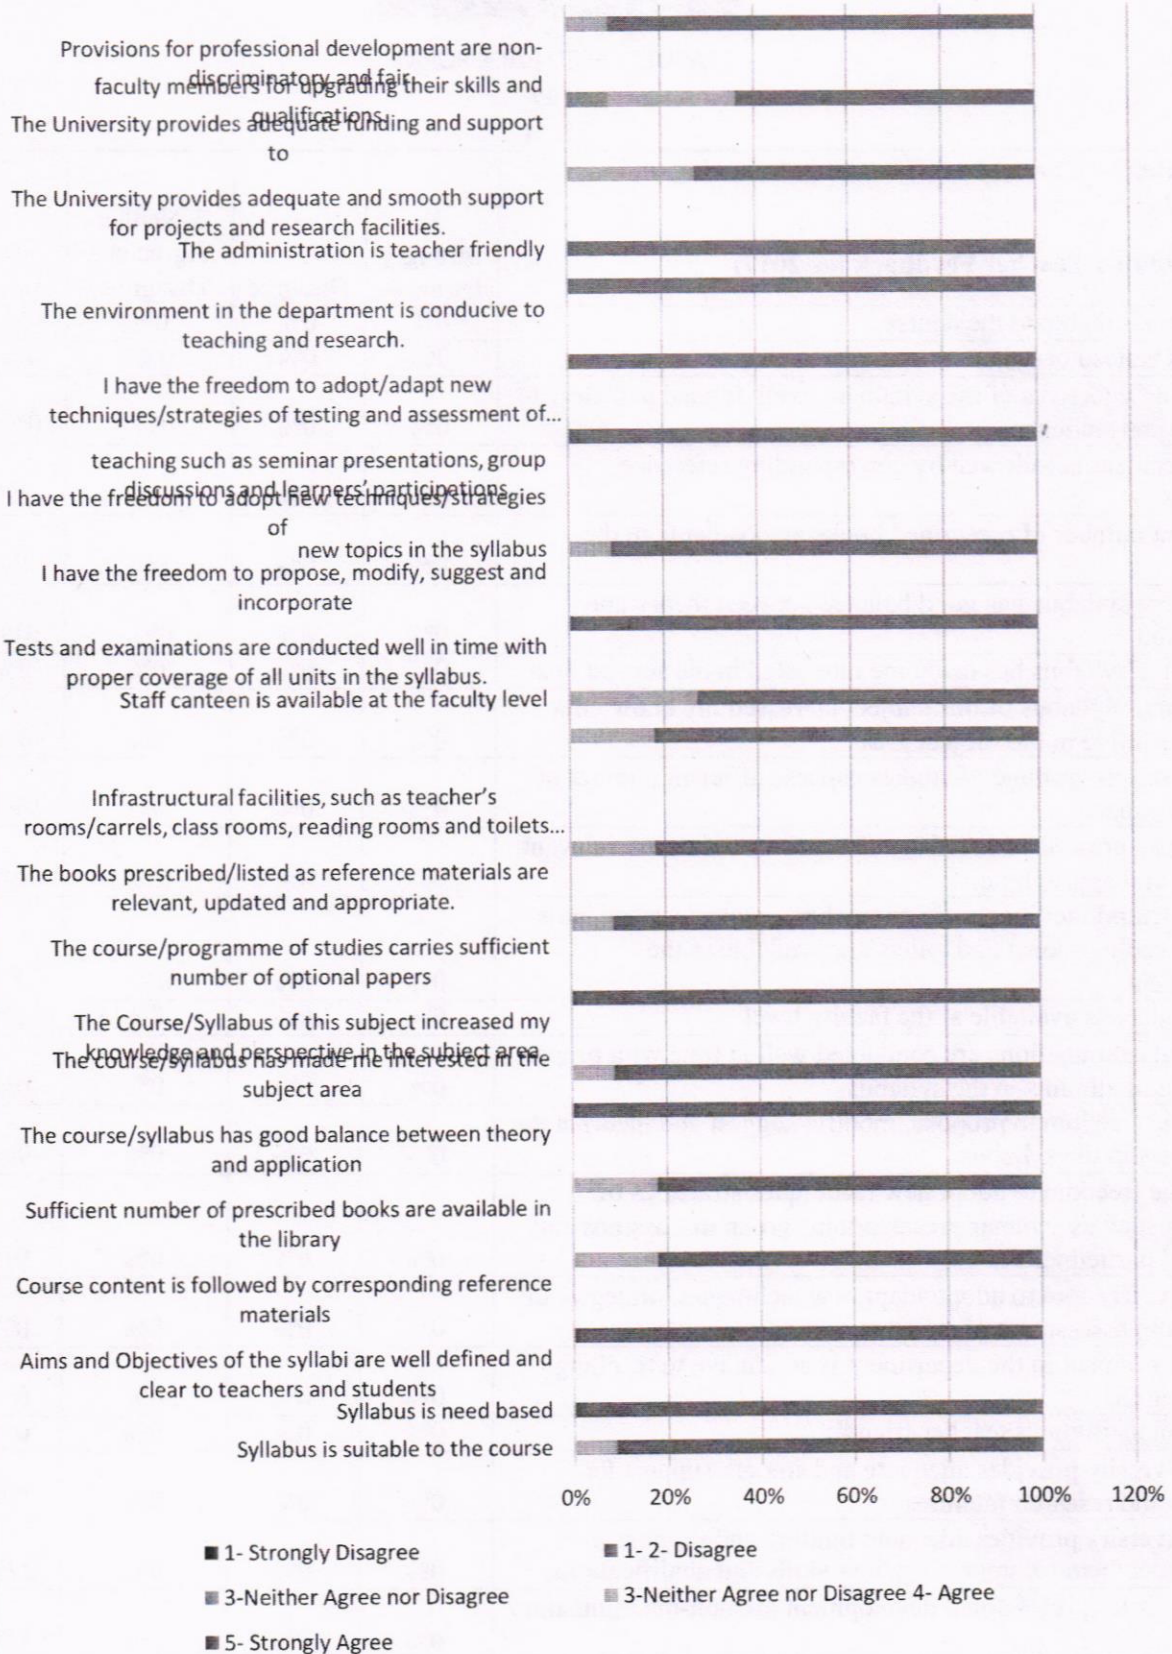 Provisions for professional development are non-
discriminatory and fair.
faculty members for upgrading their skills and
qualifications.
The University provides adequate funding and support
to
The University provides adequate and smooth support
for projects and research facilities.
The administration is teacher friendly
The environment in the department is conducive to
teaching and research.
I have the freedom to adopt/adapt new
techniques/strategies of testing and assessment of...
teaching such as seminar presentations, group
discussions and learners' participations.
I have the freedom to adopt new techniques/strategies
of
new topics in the syllabus
I have the freedom to propose, modify, suggest and
incorporate
Tests and examinations are conducted well in time with
proper coverage of all units in the syllabus.
Staff canteen is available at the faculty level
Infrastructural facilities, such as teacher's
rooms/carrels, class rooms, reading rooms and toilets...
The books prescribed/listed as reference materials are
relevant, updated and appropriate.
The course/programme of studies carries sufficient
number of optional papers
The Course/Syllabus of this subject increased my
knowledge and perspective in the subject area
The course/syllabus has made me interested in the
subject area
The course/syllabus has good balance between theory
and application
Sufficient number of prescribed books are available in
the library
Course content is followed by corresponding reference
materials
Aims and Objectives of the syllabi are well defined and
clear to teachers and students
Syllabus is need based
Syllabus is suitable to the course
0% 20% 40% 60% 80% 100% 120%
1- Strongly Disagree
1- 2- Disagree
3-Neither Agree nor Disagree
3-Neither Agree nor Disagree 4- Agree
5- Strongly Agree